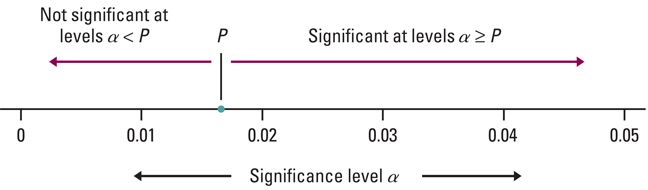 Not significant at
levels α < P
P
Significant at levels α ≥ P
0
0.01
0.02
0.03
0.04
0.05
Significance level α